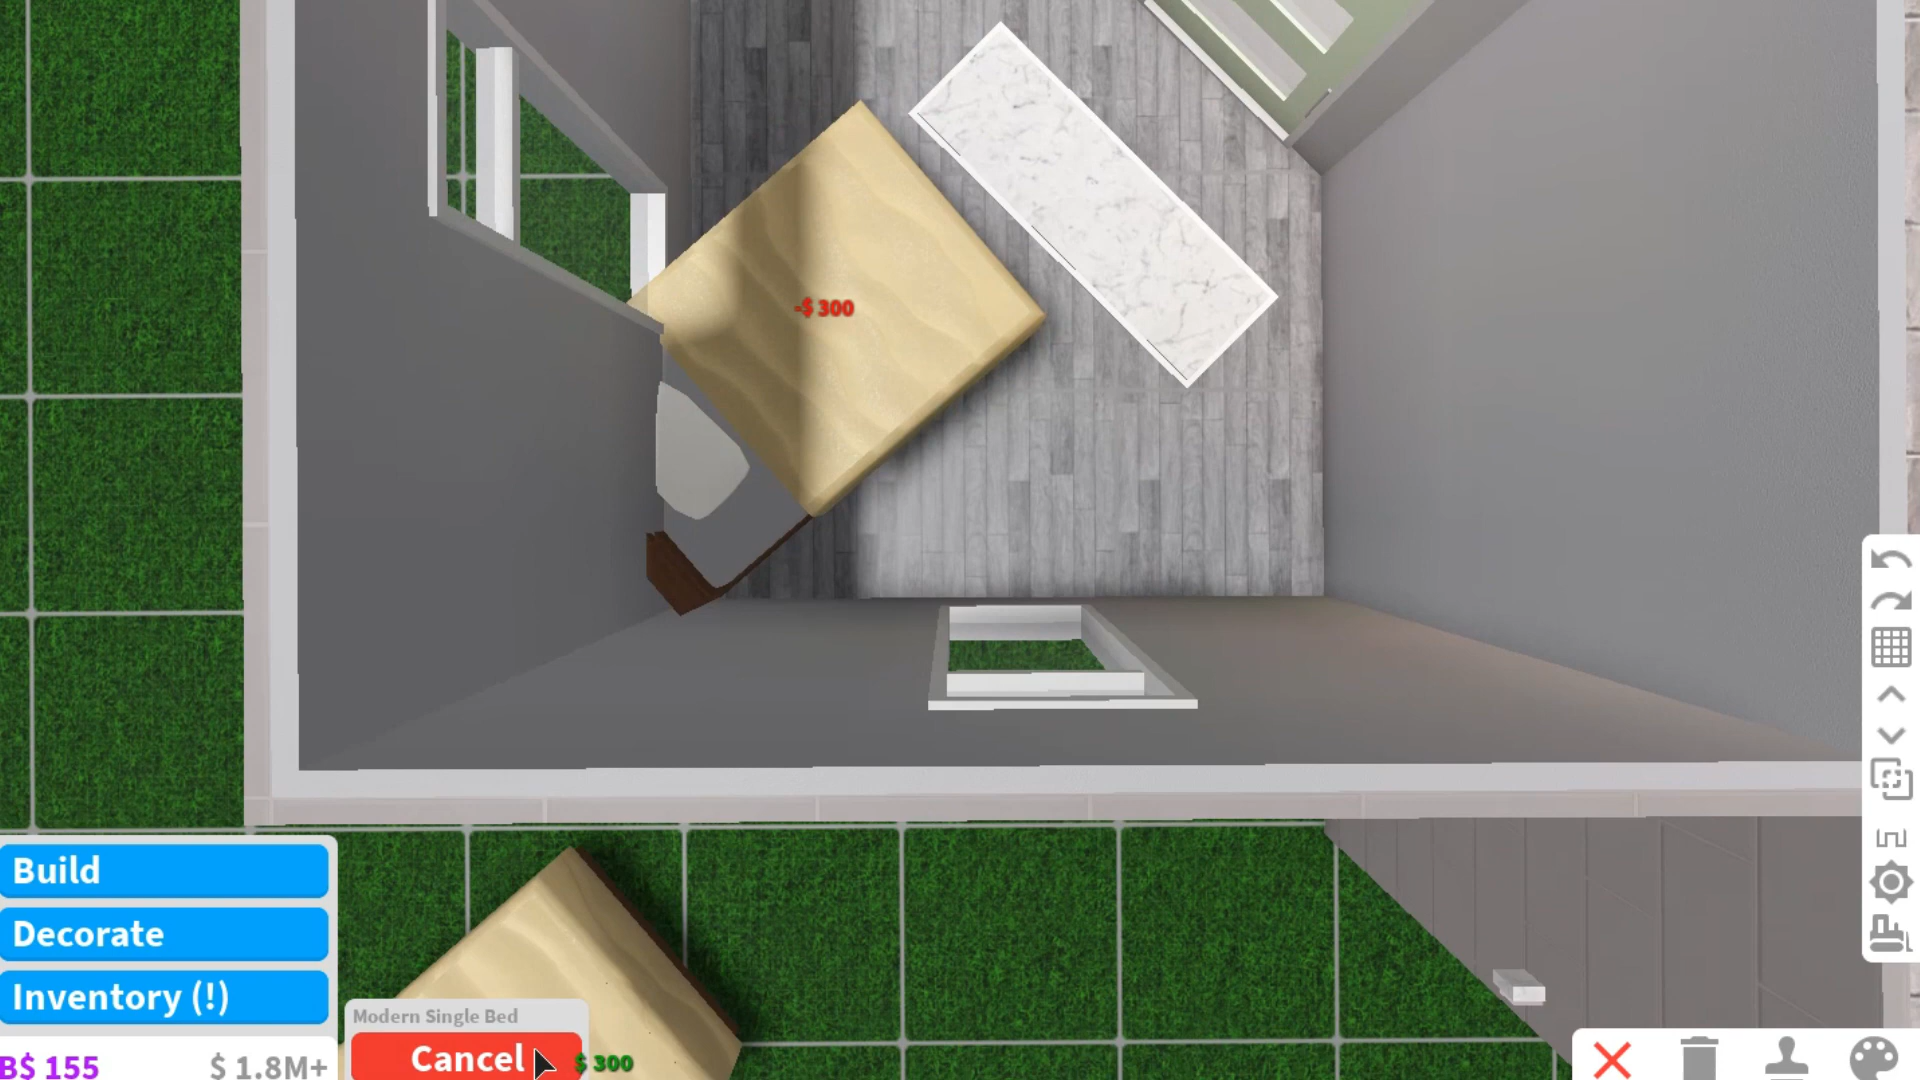 -$ 300
Build
Decorate
Inventory (!)
Modern Single Bed
Cancel
$ 300
B$ 155
$ 1.8M+